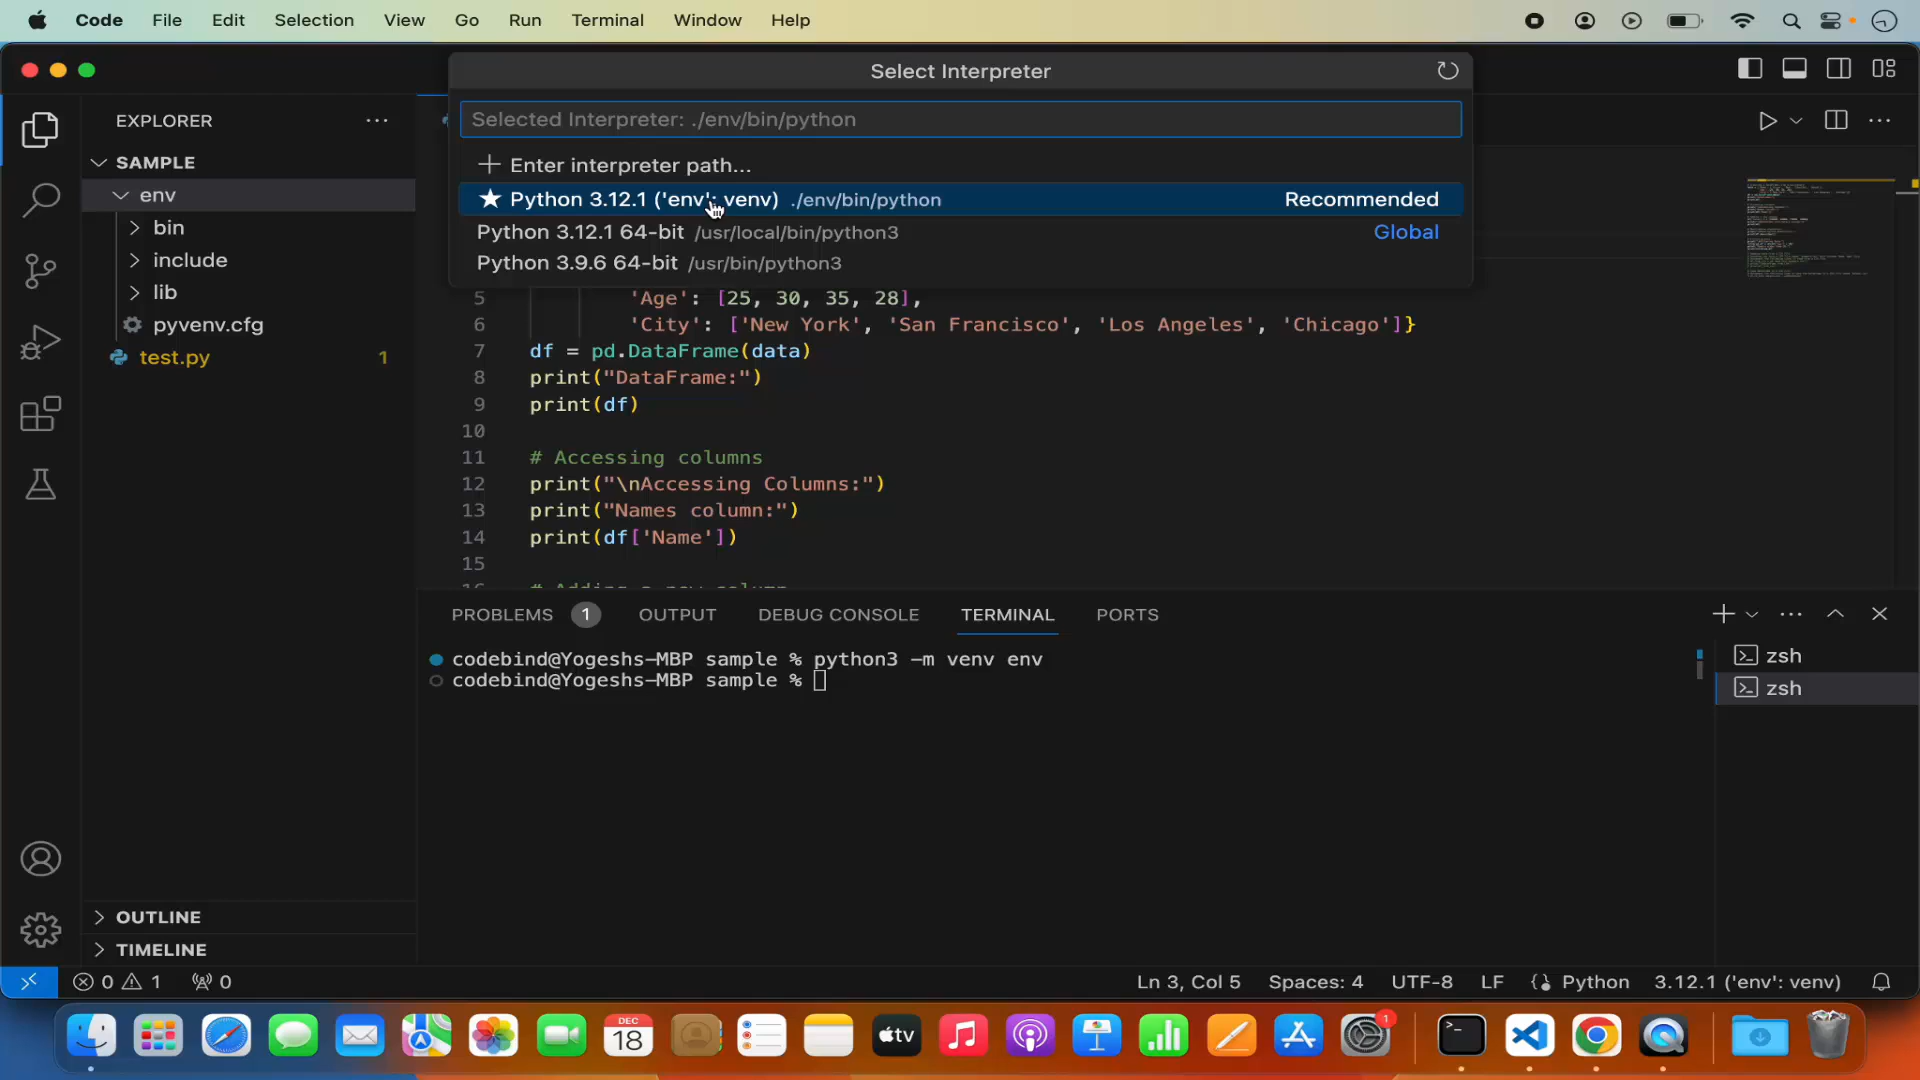 Code File Edit Selection View Go Run Terminal Window Help
Select Interpreter
Selected Interpreter: ./env/bin/python
Enter interpreter path...
Python 3.12.1 ('env': venv) ./env/bin/python Recommended
Python 3.12.1 64-bit /usr/local/bin/python3 Global
Python 3.9.6 64-bit /usr/bin/python3
EXPLORER
SAMPLE
env
bin
include
lib
pyvenv.cfg
test.py 1
5 'Age': [25, 30, 35, 28],
6 'City': ['New York', 'San Francisco', 'Los Angeles', 'Chicago']}
7 df = pd.DataFrame(data)
8 print("DataFrame:")
9 print(df)
10
11 # Accessing columns
12 print("\nAccessing Columns:")
13 print("Names column:")
14 print(df['Name'])
15
16 # Adding a new column
PROBLEMS 1 OUTPUT DEBUG CONSOLE TERMINAL PORTS
codebind@Yogeshs-MBP sample % python3 -m venv env
codebind@Yogeshs-MBP sample %
zsh
zsh
OUTLINE
TIMELINE
0 1 0 Ln 3, Col 5 Spaces: 4 UTF-8 LF Python 3.12.1 ('env': venv)
DEC
18
tv
1